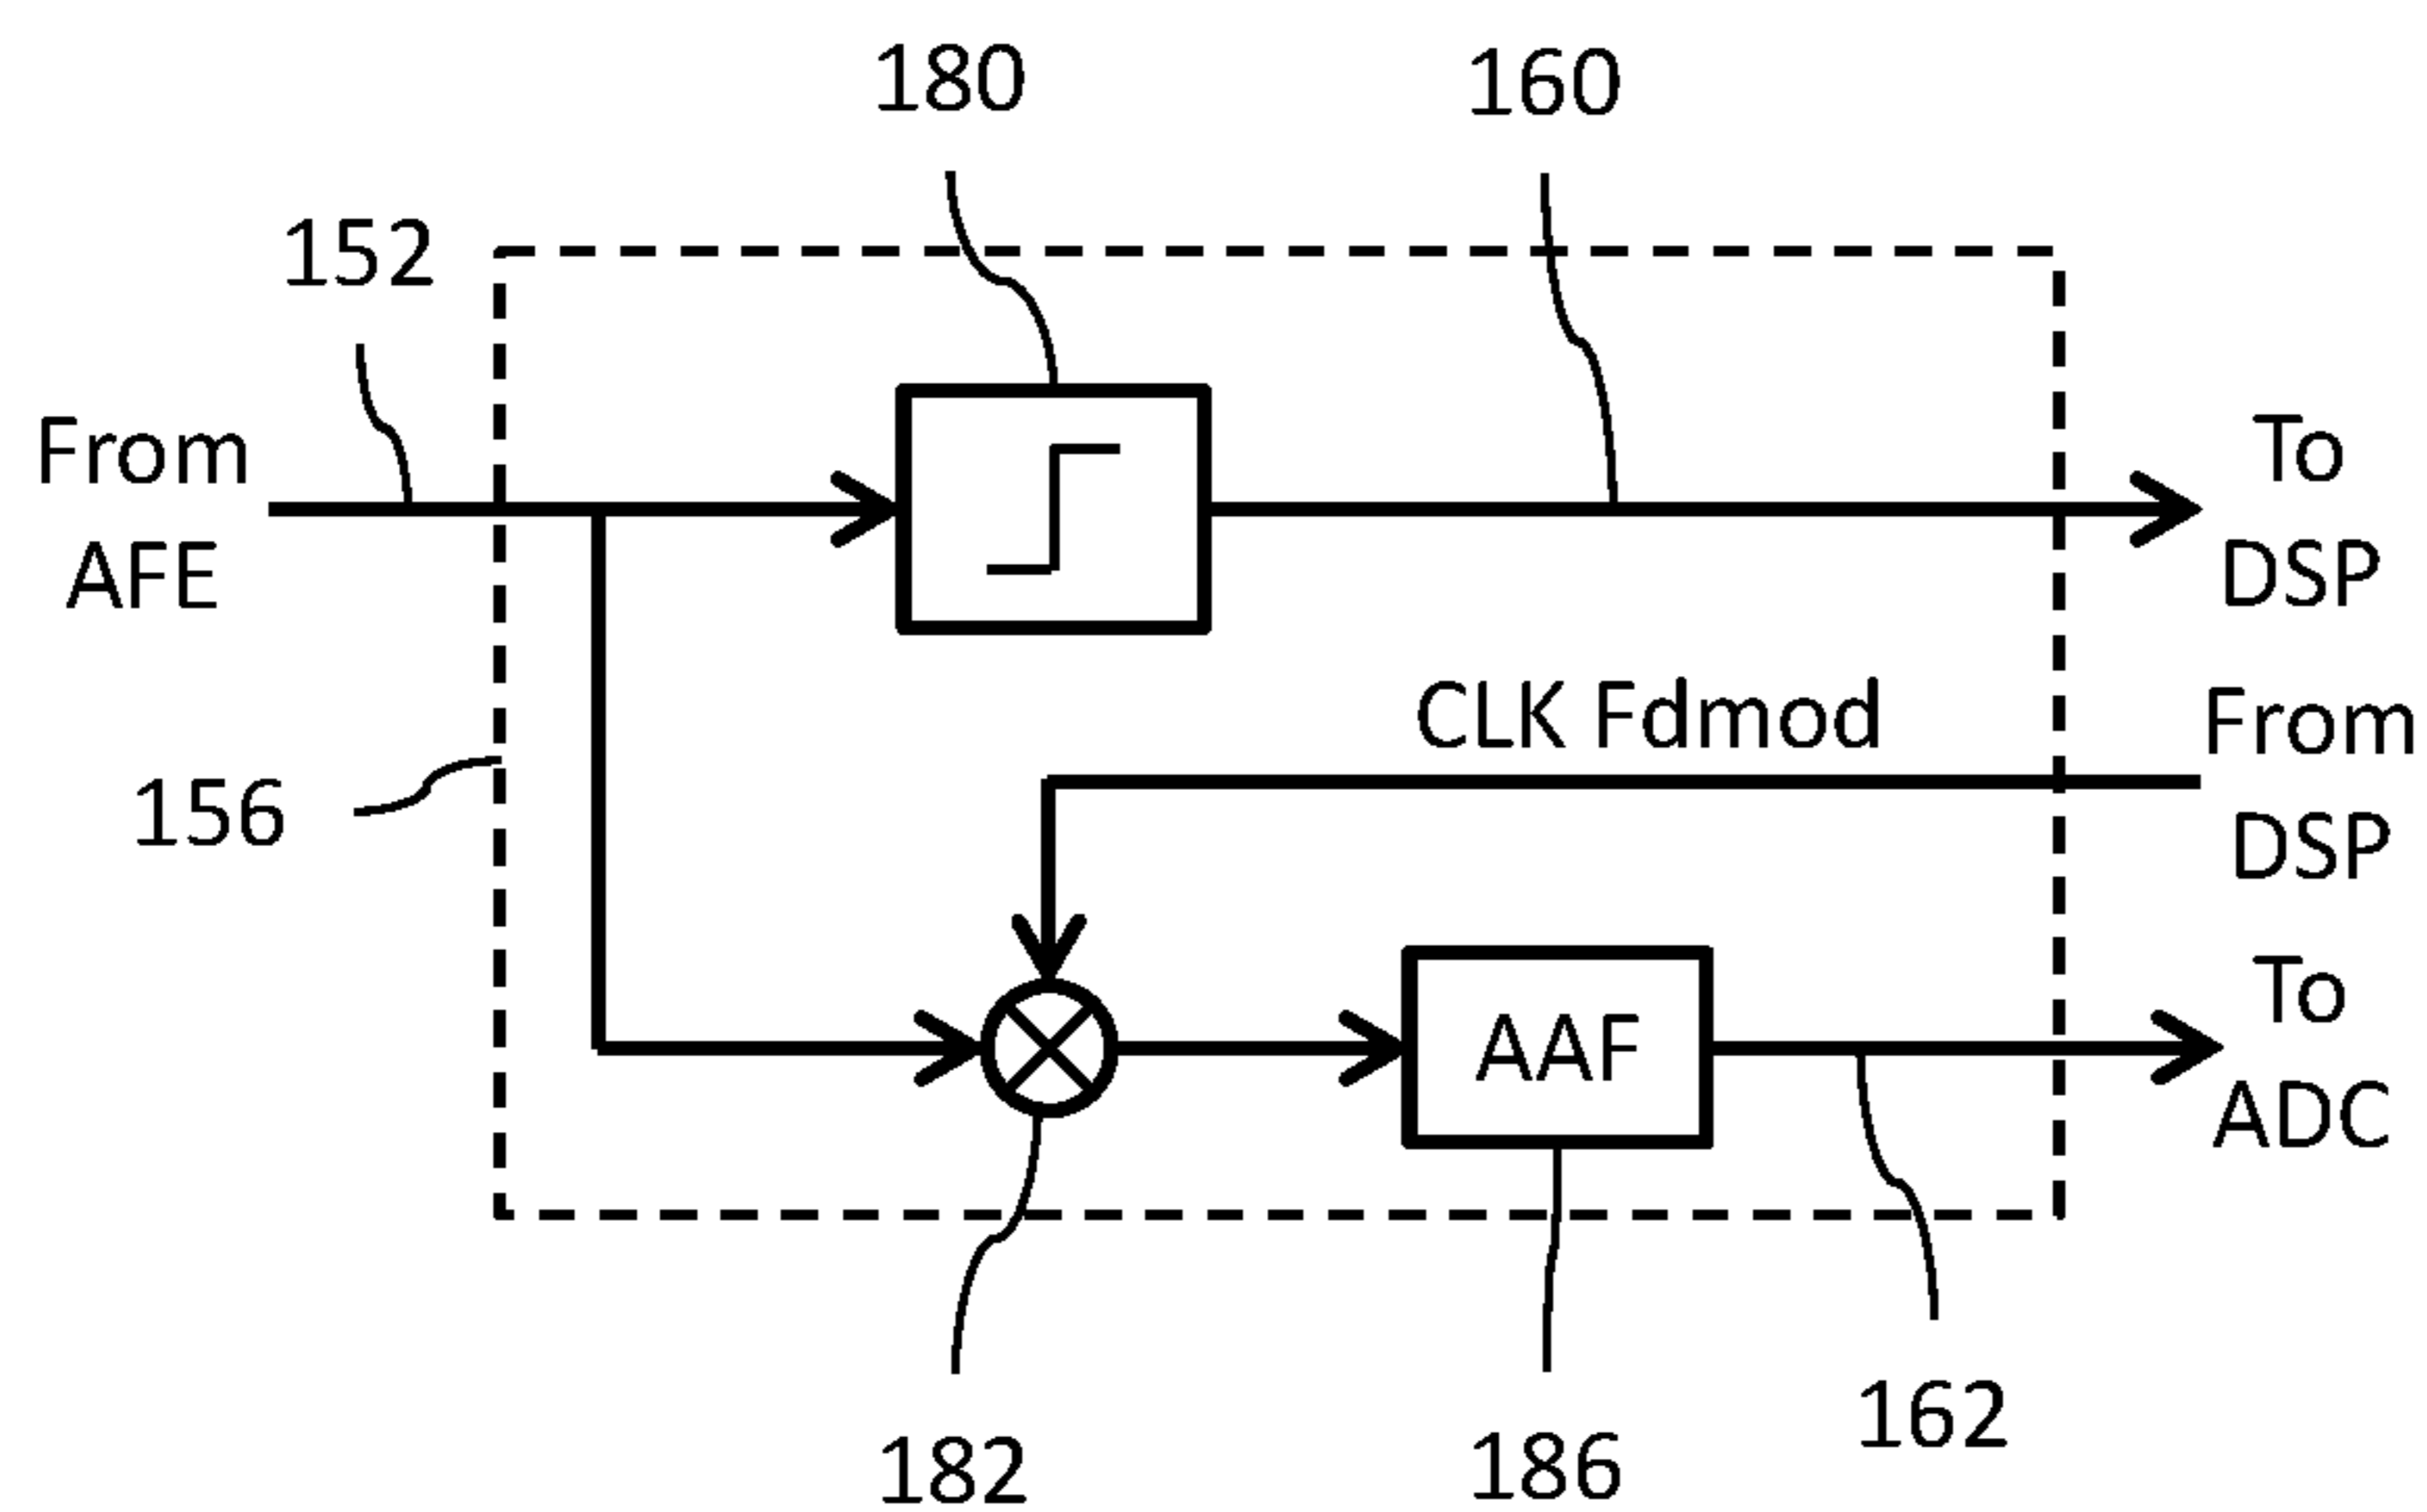 180
160
152
From
AFE
To
DSP
CLK Fdmod
From
DSP
156
AAF
To
ADC
182
186
162